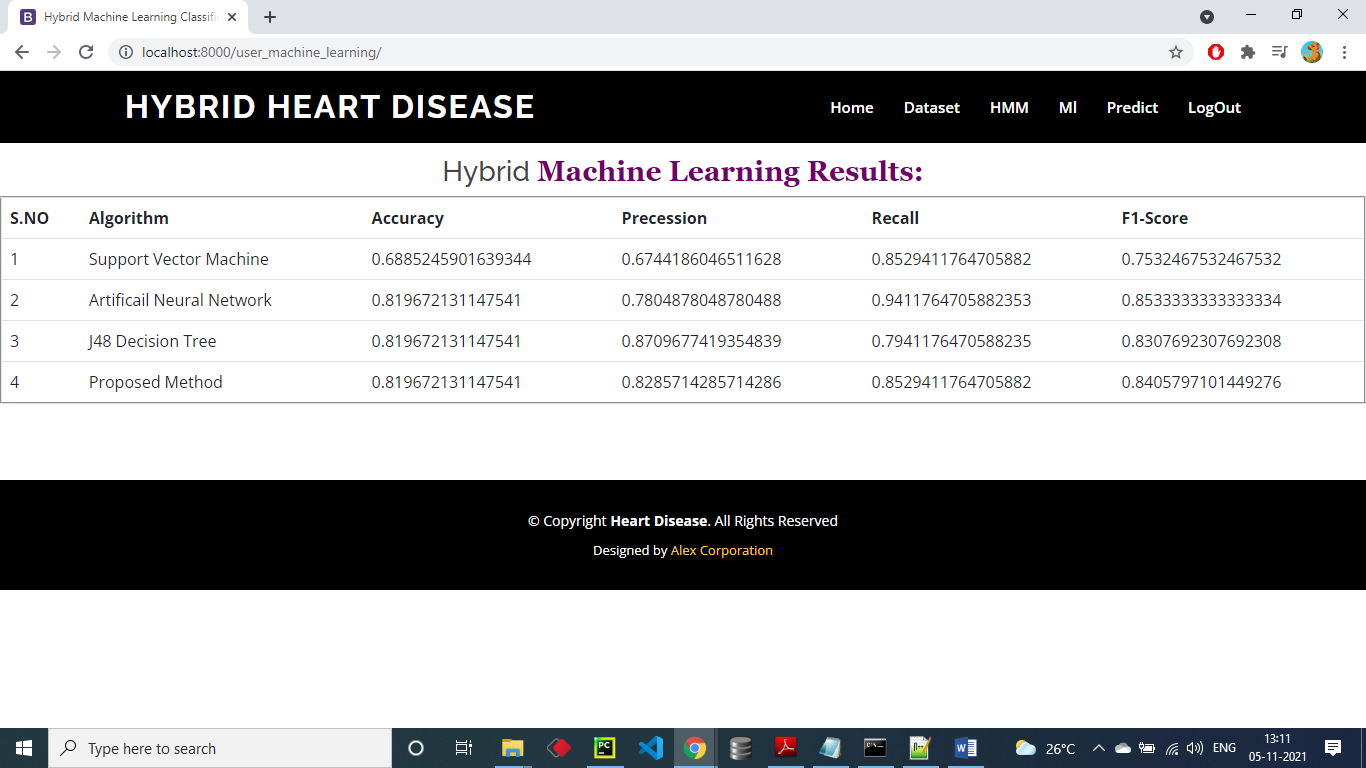 Hybrid Machine Learning Classifi
localhost:8000/user_machine_learning/
HYBRID HEART DISEASE Home Dataset HMM Ml Predict LogOut
Hybrid Machine Learning Results:
S.NO Algorithm Accuracy Precession Recall F1-Score
1 Support Vector Machine 0.6885245901639344 0.6744186046511628 0.8529411764705882 0.7532467532467532
2 Artificail Neural Network 0.819672131147541 0.7804878048780488 0.9411764705882353 0.8533333333333334
3 J48 Decision Tree 0.819672131147541 0.8709677419354839 0.7941176470588235 0.8307692307692308
4 Proposed Method 0.819672131147541 0.8285714285714286 0.8529411764705882 0.8405797101449276
© Copyright Heart Disease. All Rights Reserved
Designed by Alex Corporation
Type here to search 26°C ENG 13:11
05-11-2021